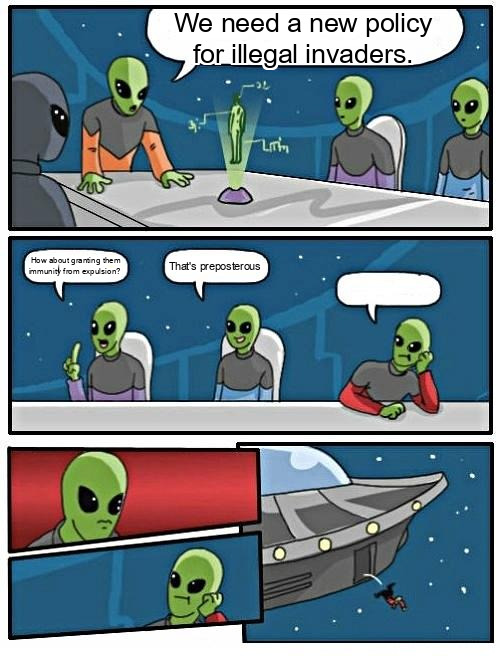 We need a new policy
for illegal invaders.
How about granting them
immunity from expulsion?
That's preposterous